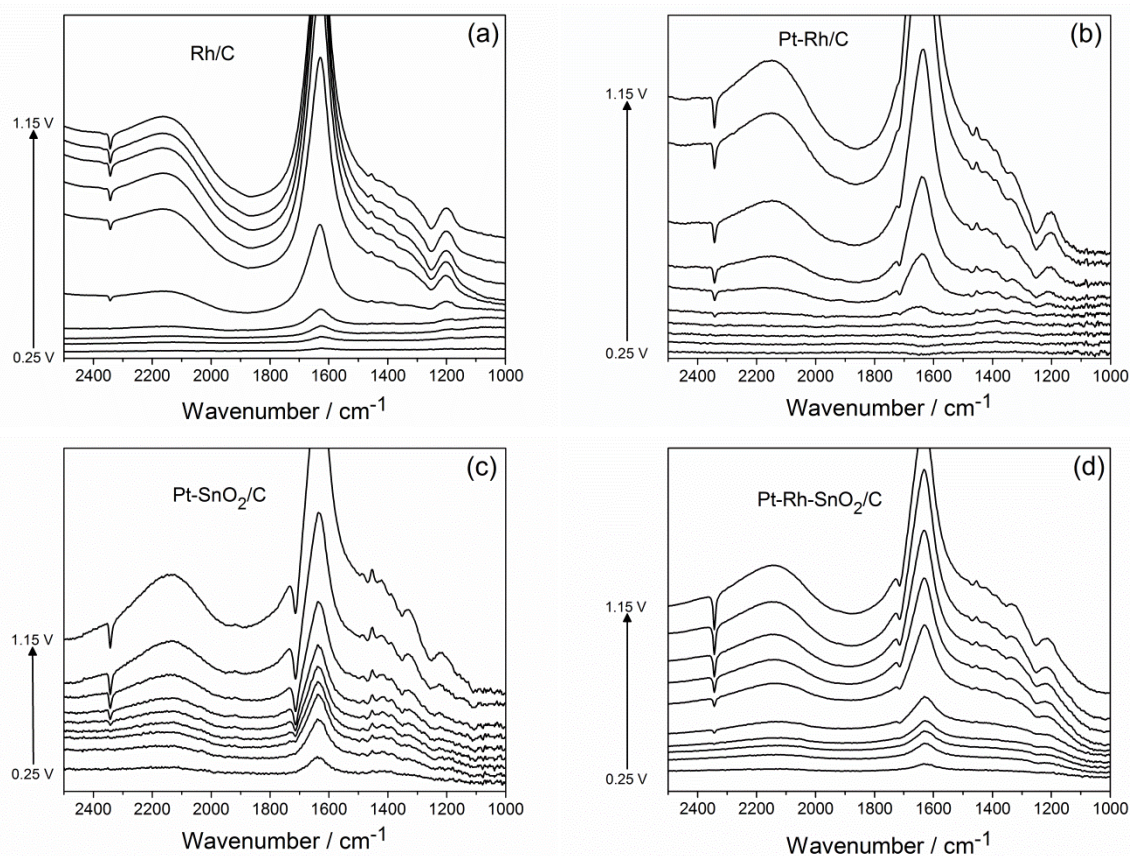 (a)
Rh/C
1.15 V
0.25 V
2400 2200 2000 1800 1600 1400 1200 1000
Wavenumber / cm⁻¹
(b)
Pt-Rh/C
1.15 V
0.25 V
2400 2200 2000 1800 1600 1400 1200 1000
Wavenumber / cm⁻¹
(c)
Pt-SnO₂/C
1.15 V
0.25 V
2400 2200 2000 1800 1600 1400 1200 1000
Wavenumber / cm⁻¹
(d)
Pt-Rh-SnO₂/C
1.15 V
0.25 V
2400 2200 2000 1800 1600 1400 1200 1000
Wavenumber / cm⁻¹